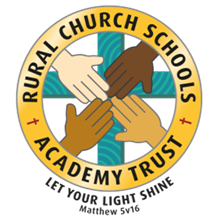 RURAL CHURCH SCHOOLS
ACADEMY TRUST
LET YOUR LIGHT SHINE
Matthew 5v16